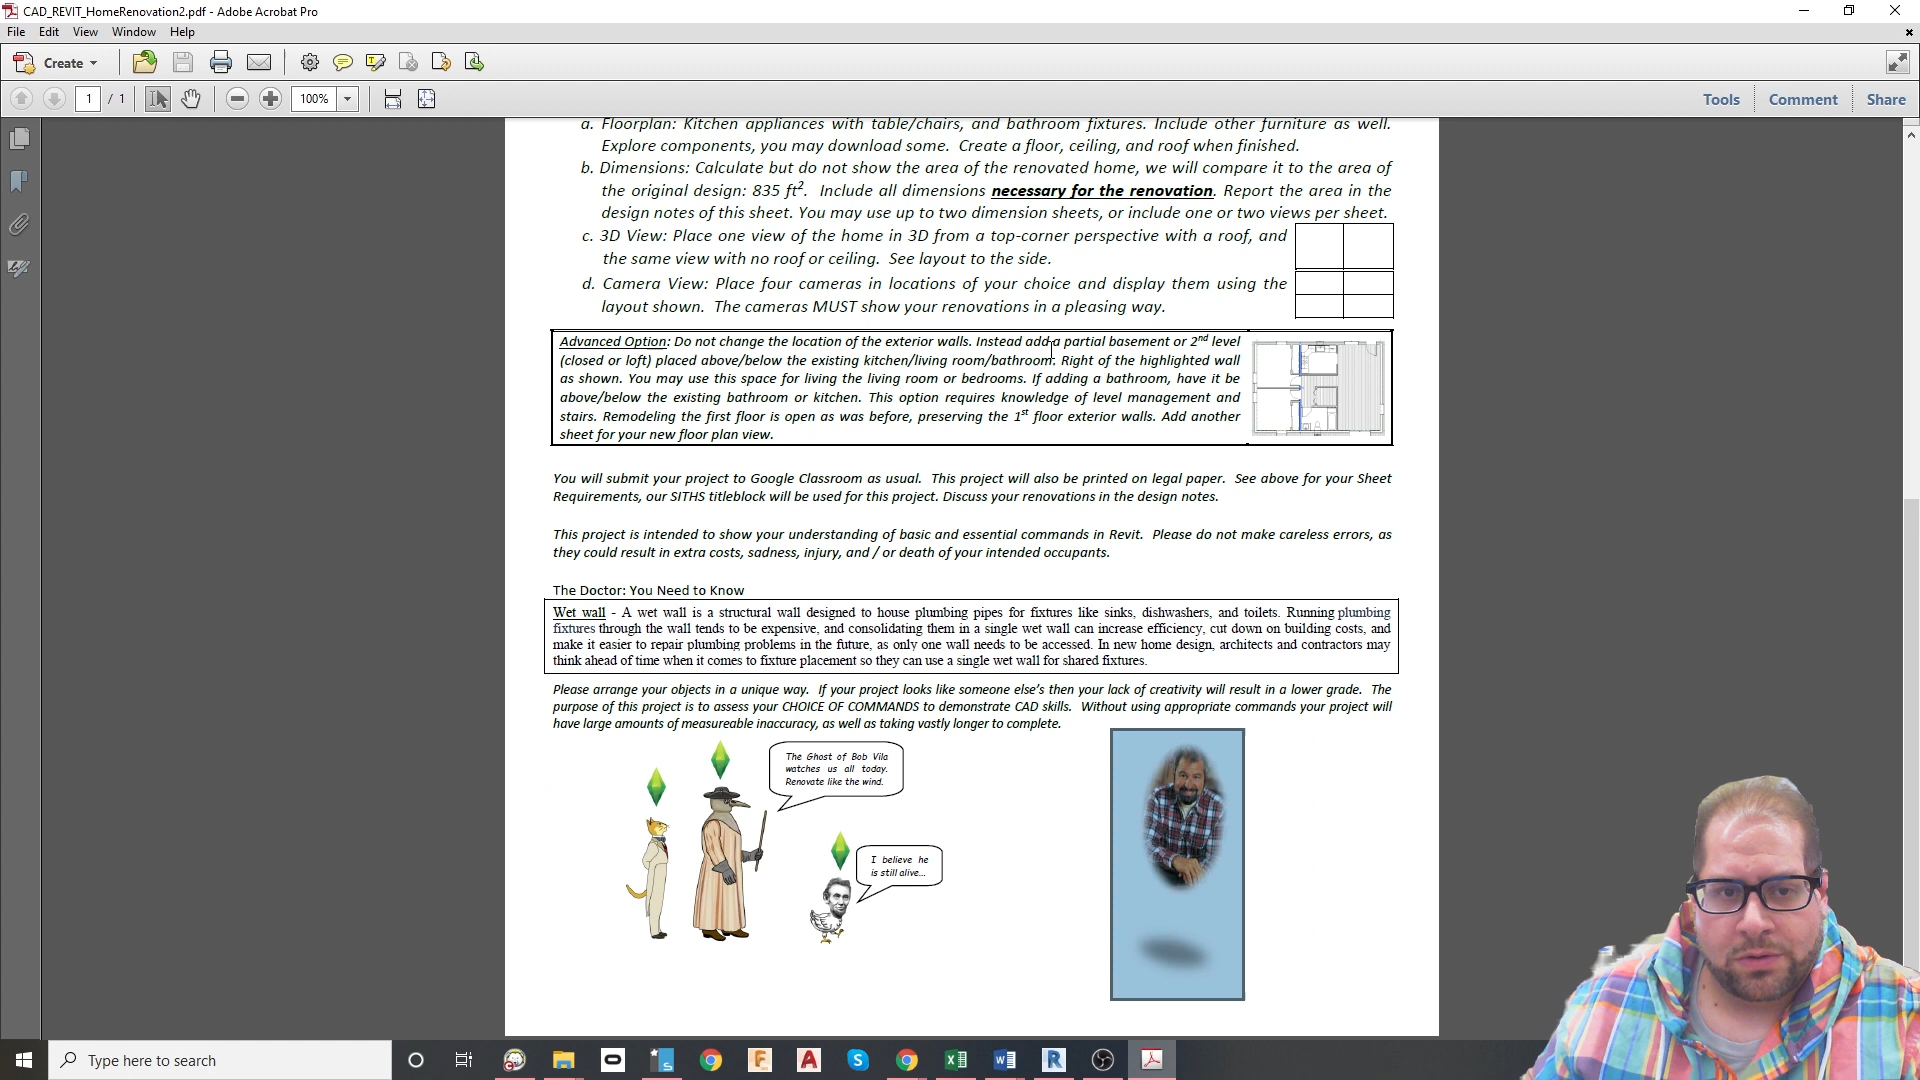 CAD_REVIT_HomeRenovation2.pdf - Adobe Acrobat Pro
File Edit View Window Help
Create
1 / 1 100% Tools Comment Share
a. Floorplan: Kitchen appliances with table/chairs, and bathroom fixtures. Include other furniture as well.
Explore components, you may download some. Create a floor, ceiling, and roof when finished.
b. Dimensions: Calculate but do not show the area of the renovated home, we will compare it to the area of
the original design: 835 ft². Include all dimensions necessary for the renovation. Report the area in the
design notes of this sheet. You may use up to two dimension sheets, or include one or two views per sheet.
c. 3D View: Place one view of the home in 3D from a top-corner perspective with a roof, and
the same view with no roof or ceiling. See layout to the side.
d. Camera View: Place four cameras in locations of your choice and display them using the
layout shown. The cameras MUST show your renovations in a pleasing way.
Advanced Option: Do not change the location of the exterior walls. Instead add a partial basement or 2nd level
(closed or loft) placed above/below the existing kitchen/living room/bathroom. Right of the highlighted wall
as shown. You may use this space for living the living room or bedrooms. If adding a bathroom, have it be
above/below the existing bathroom or kitchen. This option requires knowledge of level management and
stairs. Remodeling the first floor is open as was before, preserving the 1st floor exterior walls. Add another
sheet for your new floor plan view.
You will submit your project to Google Classroom as usual. This project will also be printed on legal paper. See above for your Sheet
Requirements, our SITHS titleblock will be used for this project. Discuss your renovations in the design notes.
This project is intended to show your understanding of basic and essential commands in Revit. Please do not make careless errors, as
they could result in extra costs, sadness, injury, and / or death of your intended occupants.
The Doctor: You Need to Know
Wet wall - A wet wall is a structural wall designed to house plumbing pipes for fixtures like sinks, dishwashers, and toilets. Running plumbing
fixtures through the wall tends to be expensive, and consolidating them in a single wet wall can increase efficiency, cut down on building costs, and
make it easier to repair plumbing problems in the future, as only one wall needs to be accessed. In new home design, architects and contractors may
think ahead of time when it comes to fixture placement so they can use a single wet wall for shared fixtures.
Please arrange your objects in a unique way. If your project looks like someone else's then your lack of creativity will result in a lower grade. The
purpose of this project is to assess your CHOICE OF COMMANDS to demonstrate CAD skills. Without using appropriate commands your project will
have large amounts of measureable inaccuracy, as well as taking vastly longer to complete.
The Ghost of Bob Vila
watches us all today.
Renovate like the wind.
I believe he
is still alive...
Type here to search